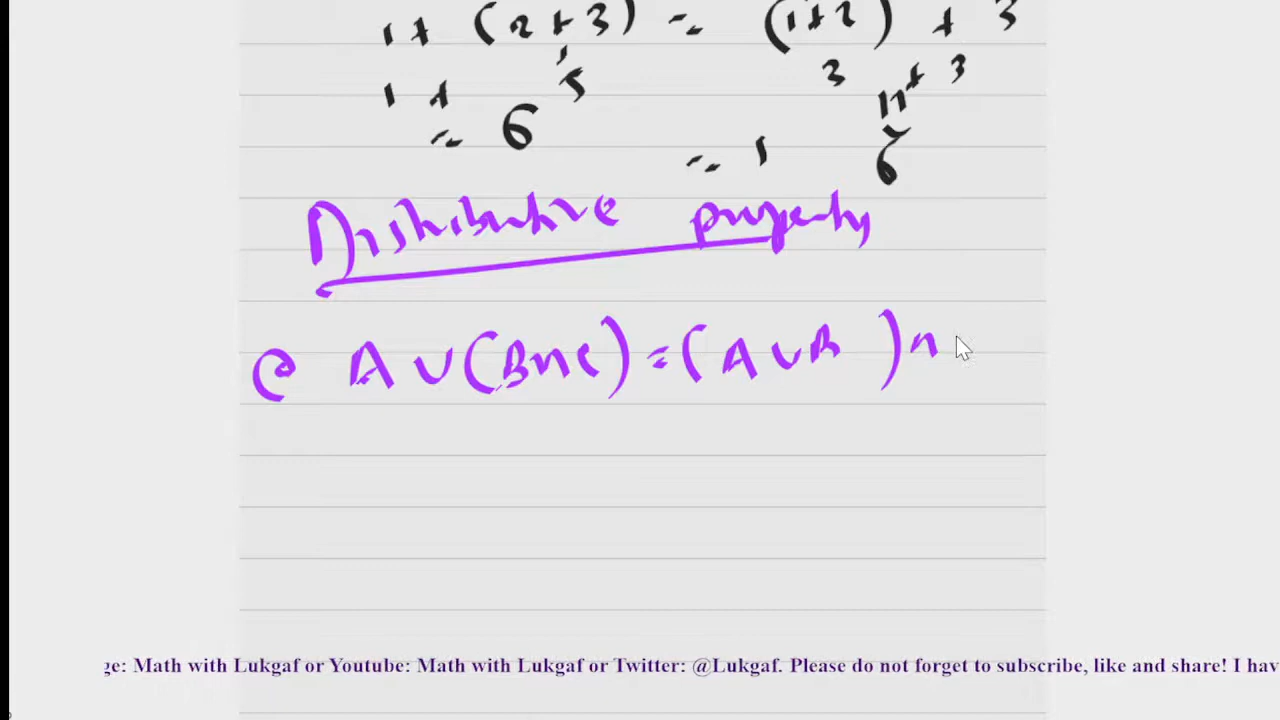 1 + (2 + 3) = (1+2) + 3
1 + 5 3 + 3
= 6
= 6
Distributive property
@ A ∪ (B ∩ C) = (A ∪ B) ∩
ge: Math with Lukgaf or Youtube: Math with Lukgaf or Twitter: @Lukgaf. Please do not forget to subscribe, like and share! I hav